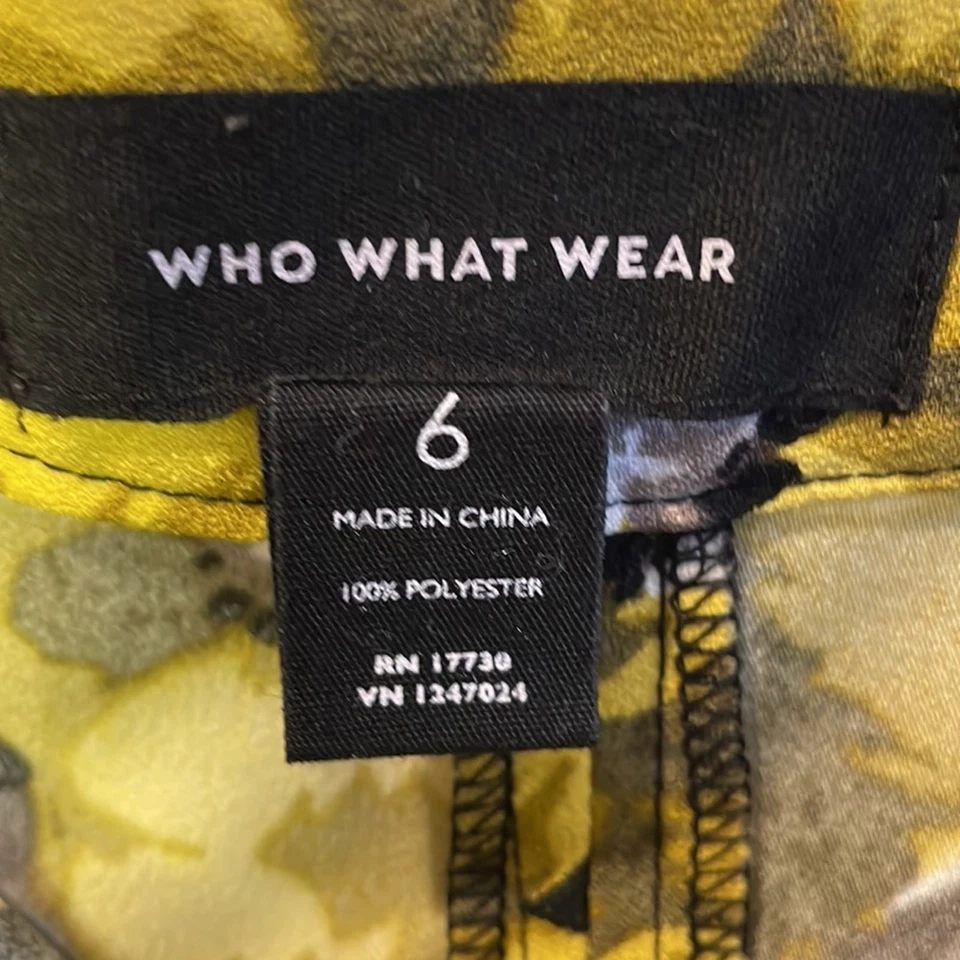 WHO WHAT WEAR
6
MADE IN CHINA
100% POLYESTER
RN 17730
VN 1247024